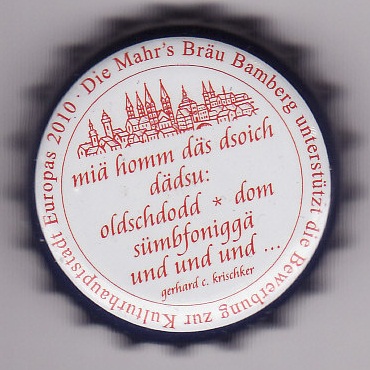 Die Mahr's Bräu Bamberg unterstützt die Bewerbung zur Kulturhauptstadt Europas 2010 ·
miä homm däs dsoich
dädsu:
oldschdodd * dom
sümbfoniggä
und und und ...
gerhard c. krischker